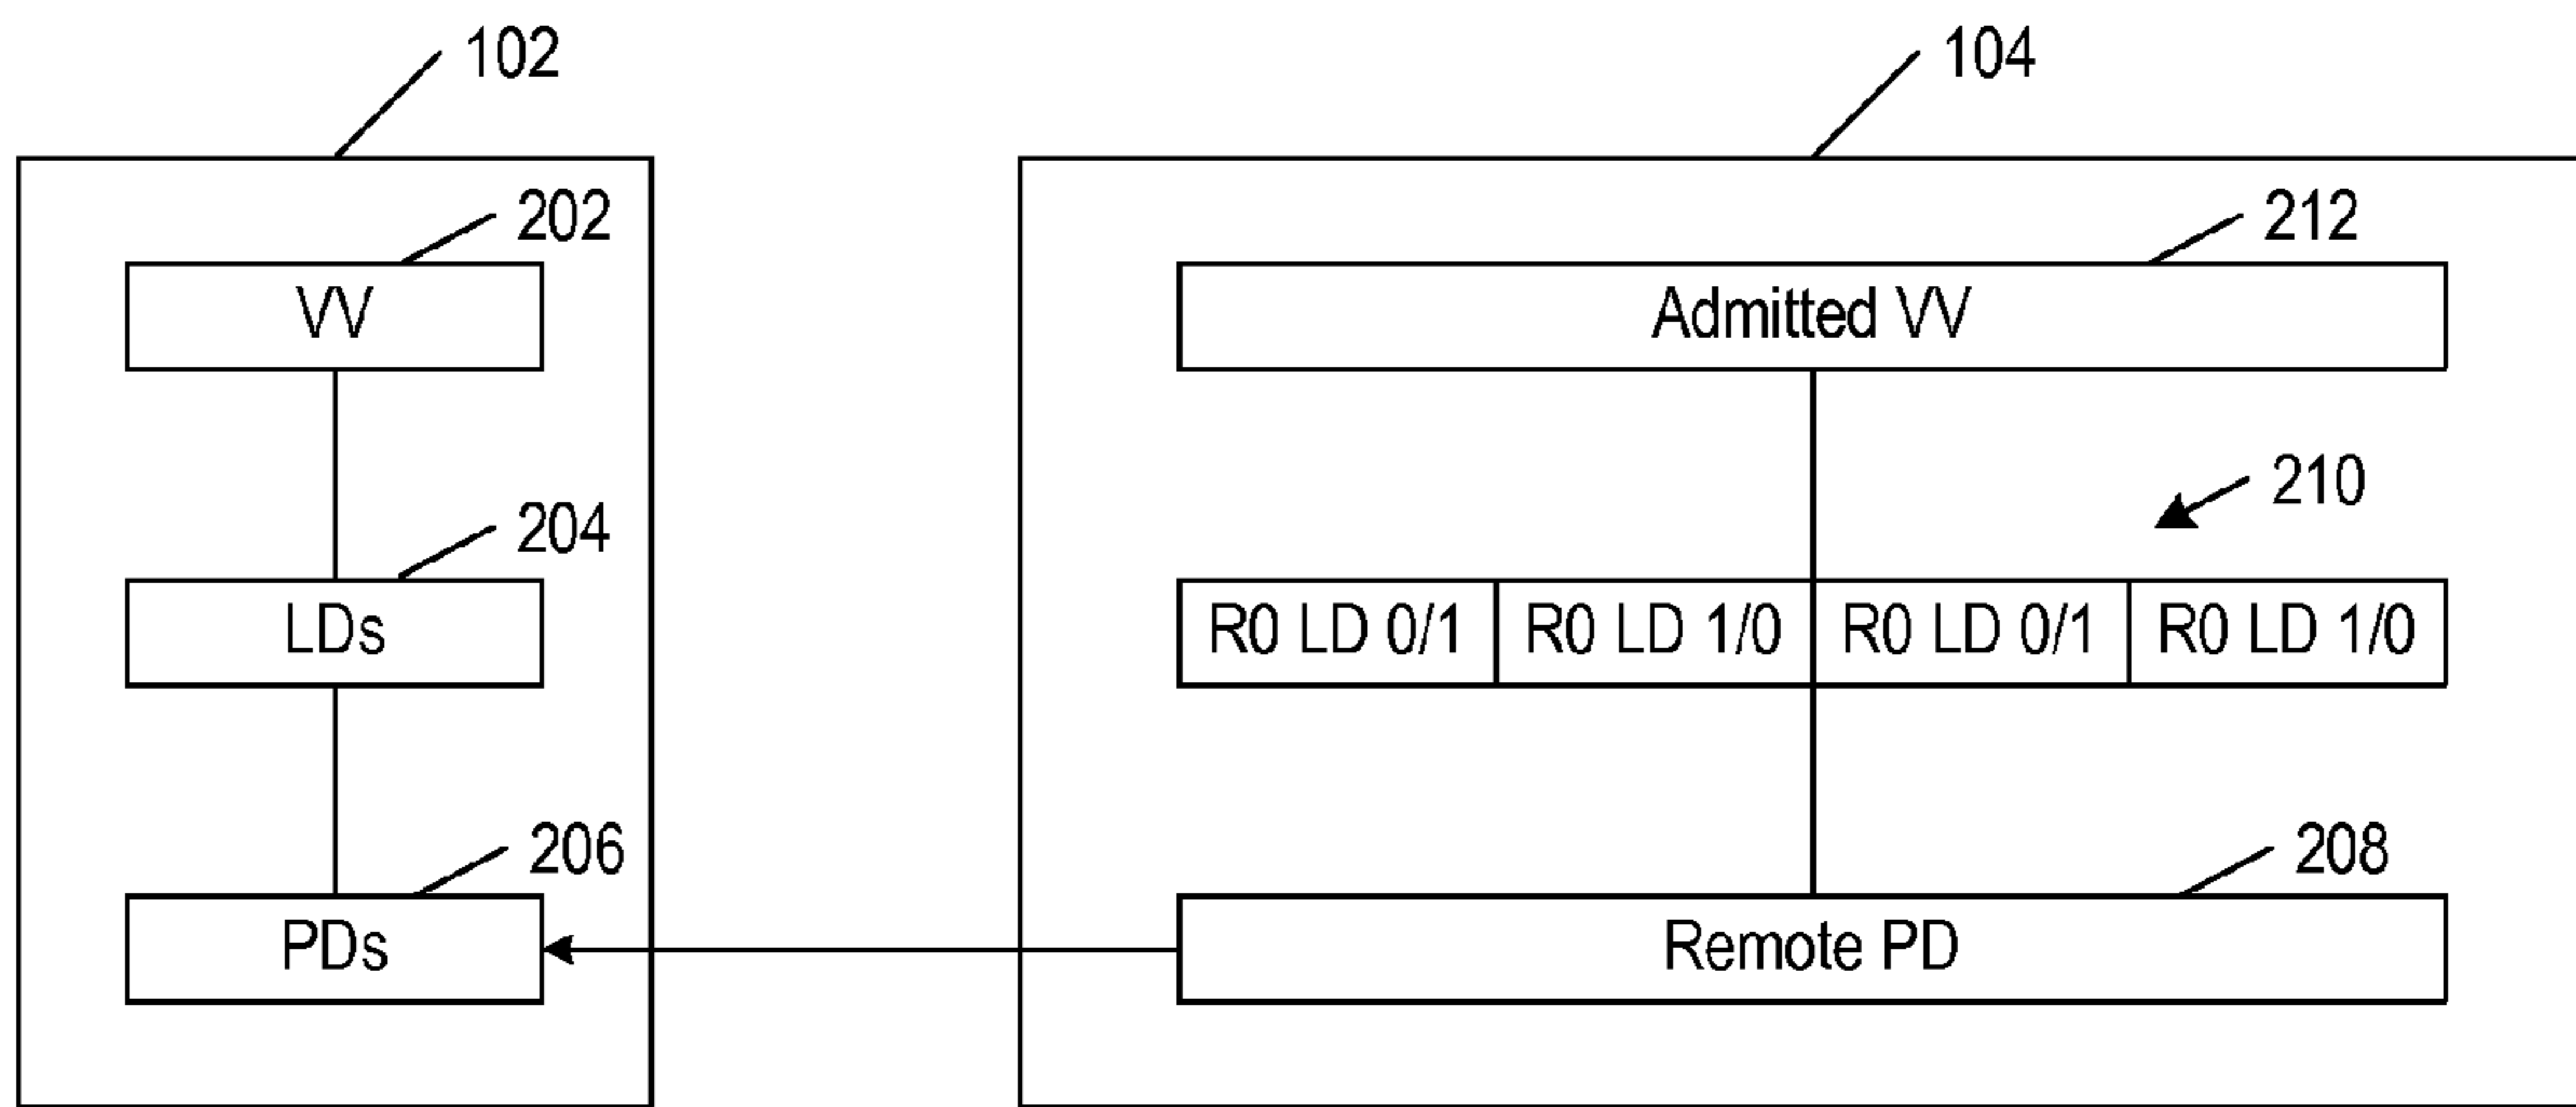 102
104
202
212
VV
Admitted VV
210
204
LDs
R0 LD 0/1
R0 LD 1/0
R0 LD 0/1
R0 LD 1/0
206
208
PDs
Remote PD